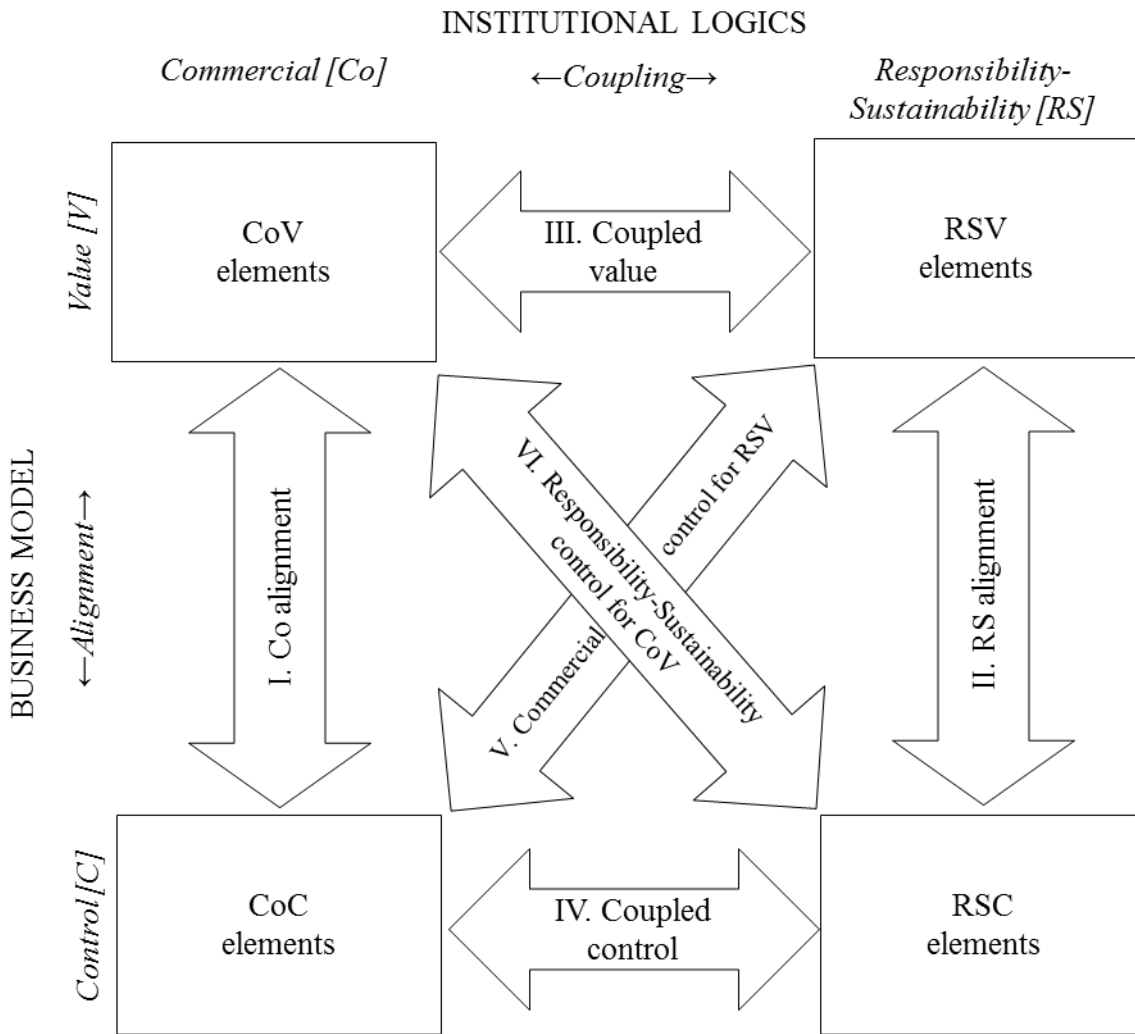 INSTITUTIONAL LOGICS
Commercial [Co]
←Coupling→
Responsibility-
Sustainability [RS]
Value [V]
CoV
elements
III. Coupled
value
RSV
elements
BUSINESS MODEL
←Alignment→
I. Co alignment
VI. Responsibility-Sustainability
control for CoV
V. Commercial
control for RSV
II. RS alignment
Control [C]
CoC
elements
IV. Coupled
control
RSC
elements